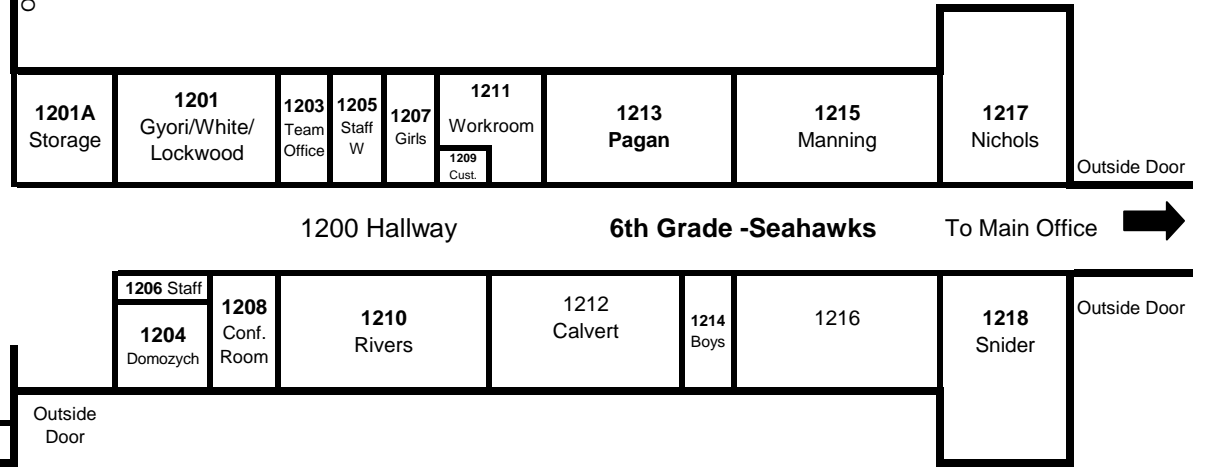 1201A
Storage
1201
Gyori/White/
Lockwood
1203
Team
Office
1205
Staff
W
1207
Girls
1211
Workroom
1209
Cust.
1213
Pagan
1215
Manning
1217
Nichols
Outside Door
1200 Hallway
6th Grade -Seahawks
To Main Office
1206 Staff
1204
Domozych
1208
Conf.
Room
1210
Rivers
1212
Calvert
1214
Boys
1216
1218
Snider
Outside Door
Outside
Door